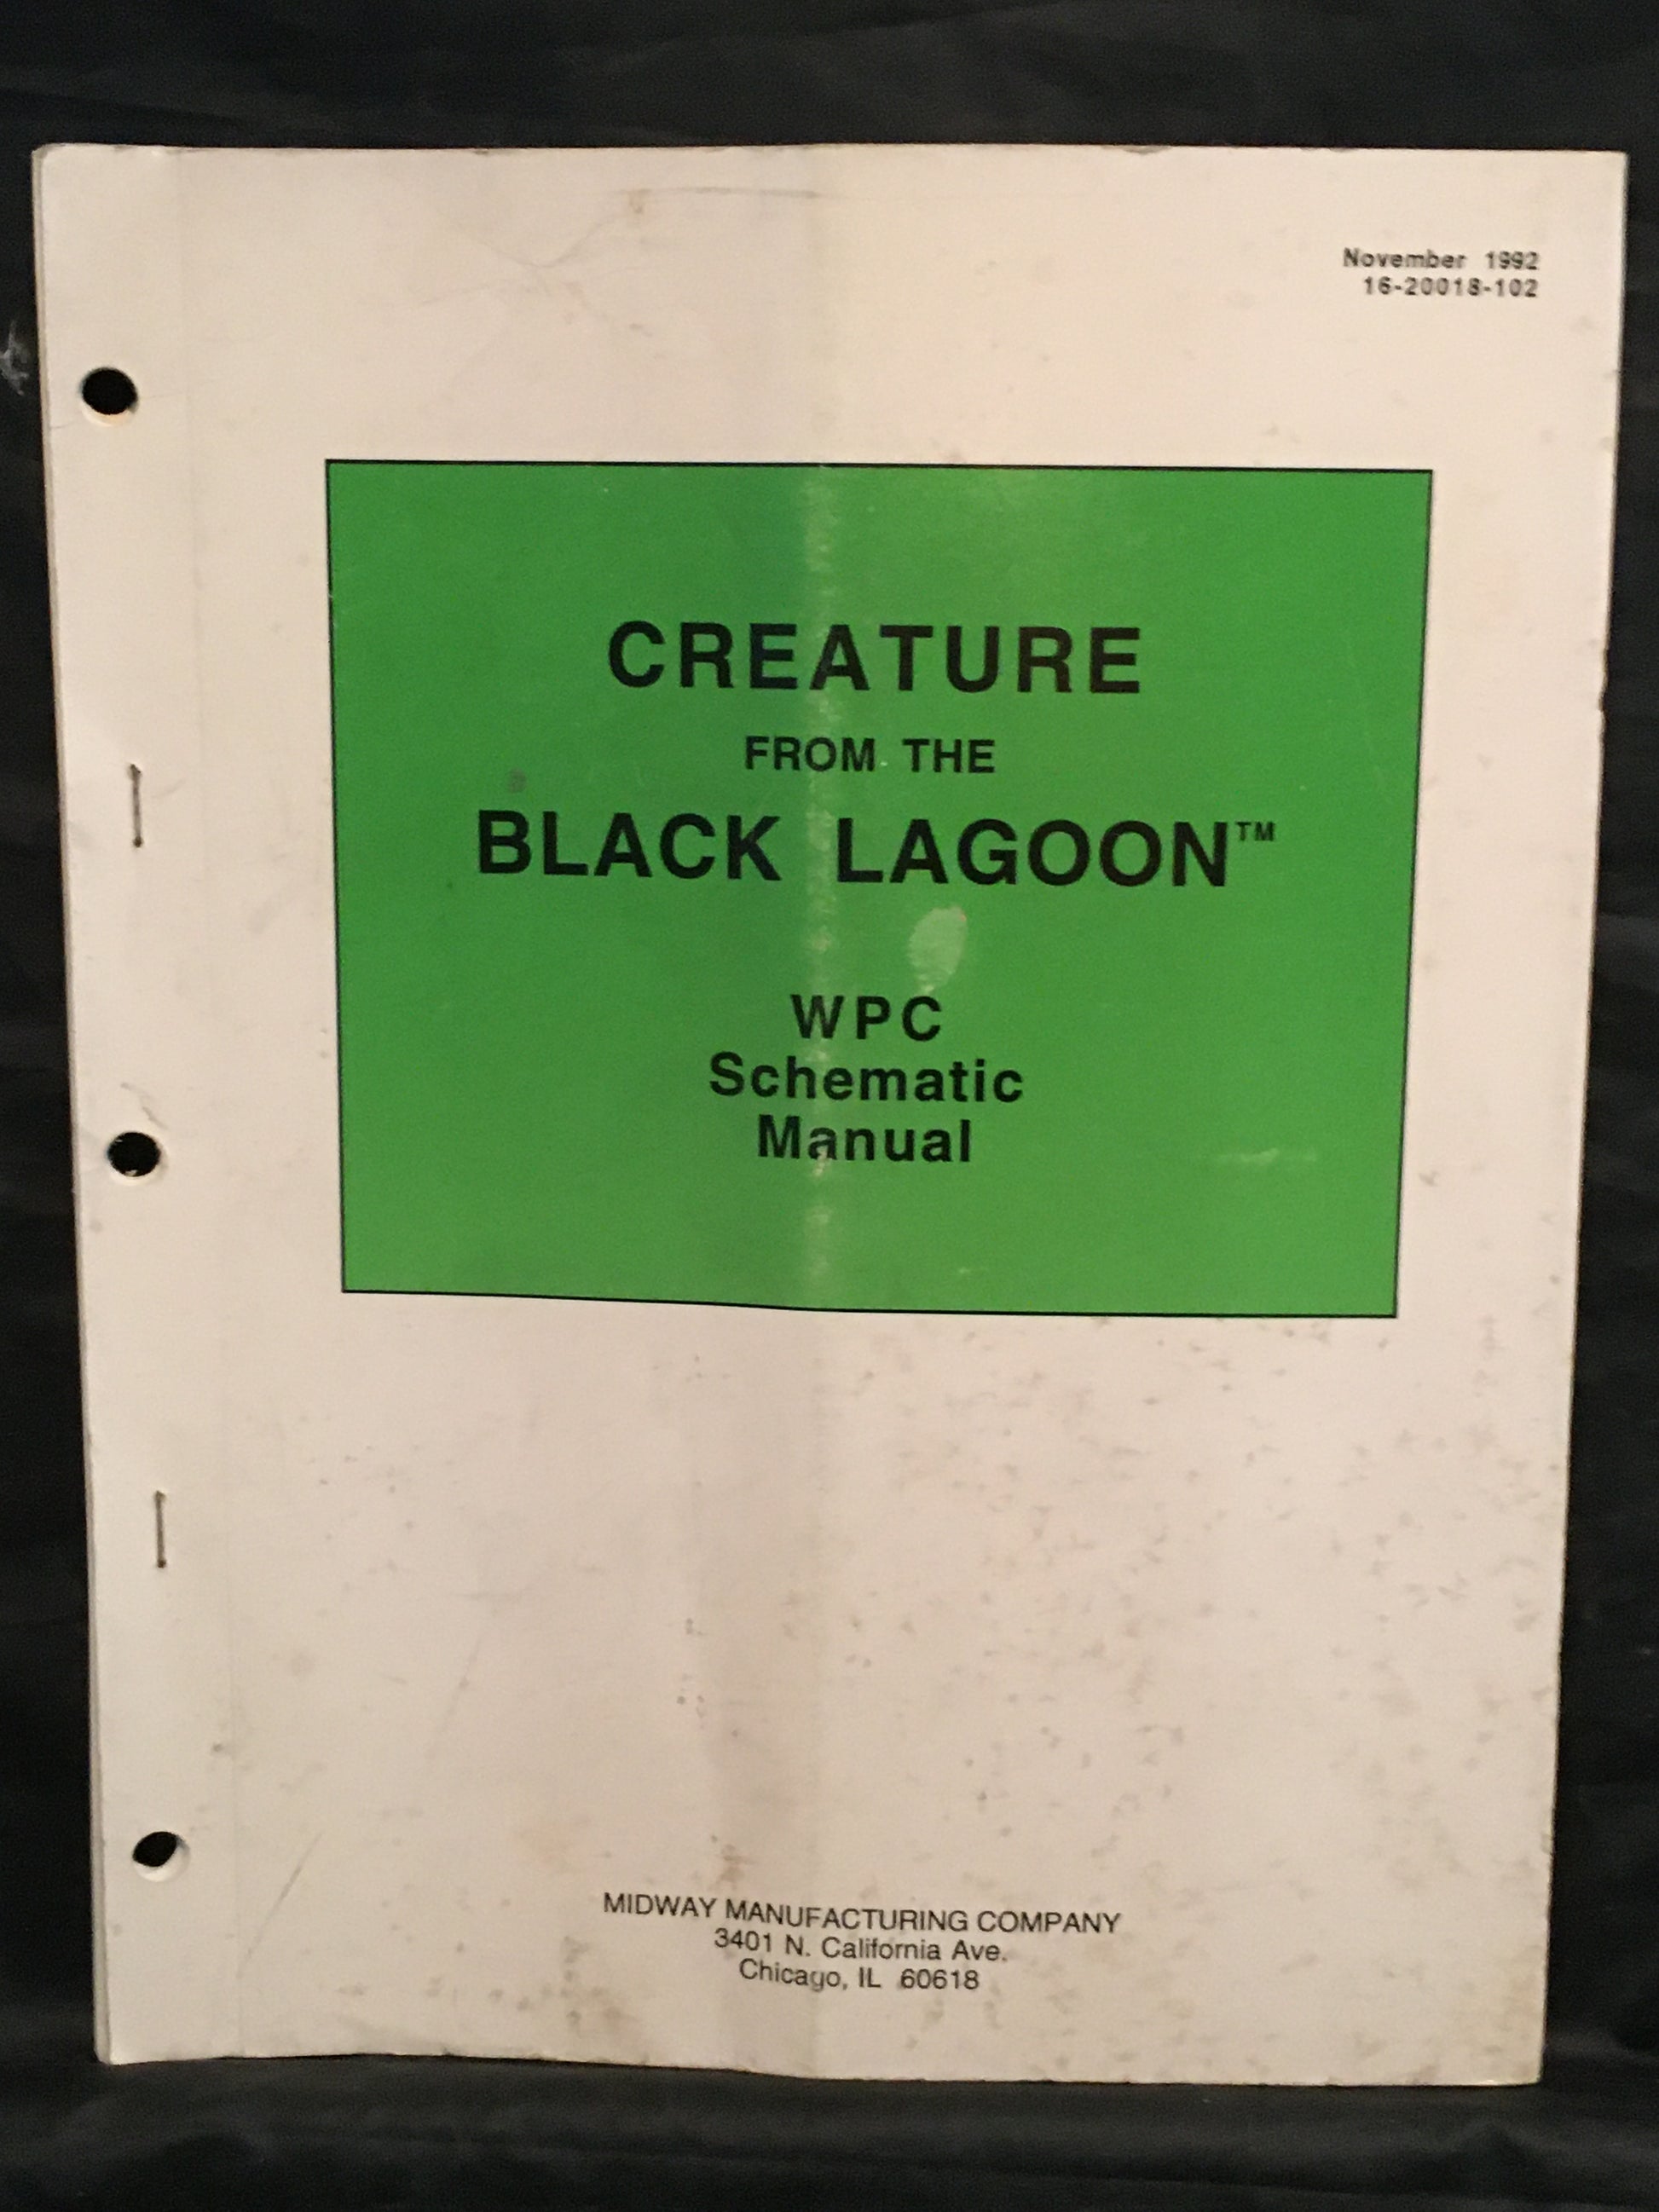 November 1992
16-20018-102
CREATURE
FROM THE
BLACK LAGOON™
WPC
Schematic
Manual
MIDWAY MANUFACTURING COMPANY
3401 N. California Ave.
Chicago, IL 60618